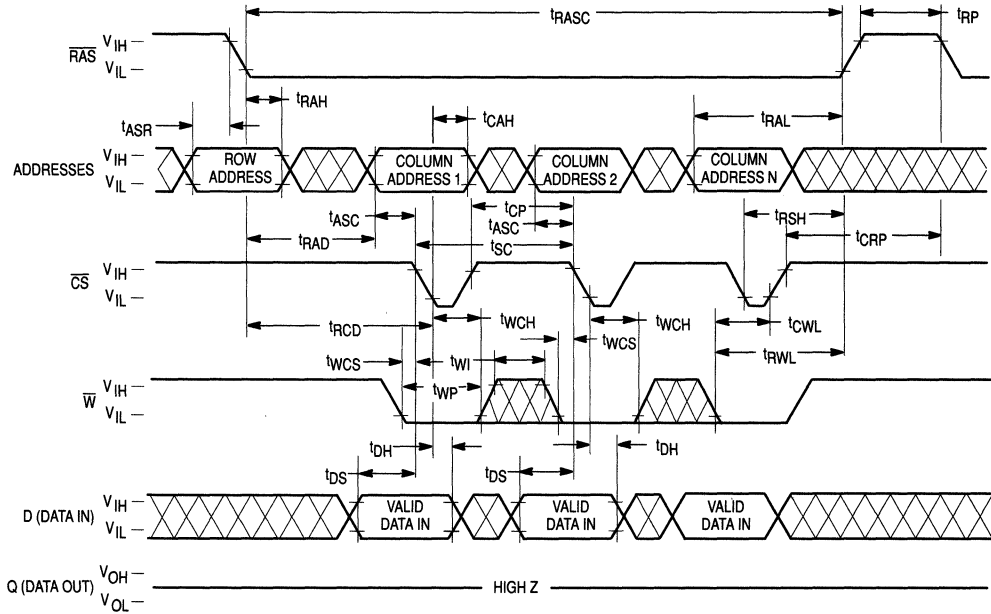 tRASC
tRP
RAS
VIH
VIL
tRAH
tASR
tCAH
tRAL
ADDRESSES
VIH
VIL
ROW
ADDRESS
COLUMN
ADDRESS 1
COLUMN
ADDRESS 2
COLUMN
ADDRESS N
tCP
tASC
tASC
tRSH
tRAD
tSC
tCRP
CS
VIH
VIL
tRCD
tWCH
tWCH
tCWL
tWCS
tWCS
tWI
tRWL
tWP
W
VIH
VIL
tDH
tDH
tDS
tDS
D (DATA IN)
VIH
VIL
VALID
DATA IN
VALID
DATA IN
VALID
DATA IN
Q (DATA OUT)
VOH
VOL
HIGH Z